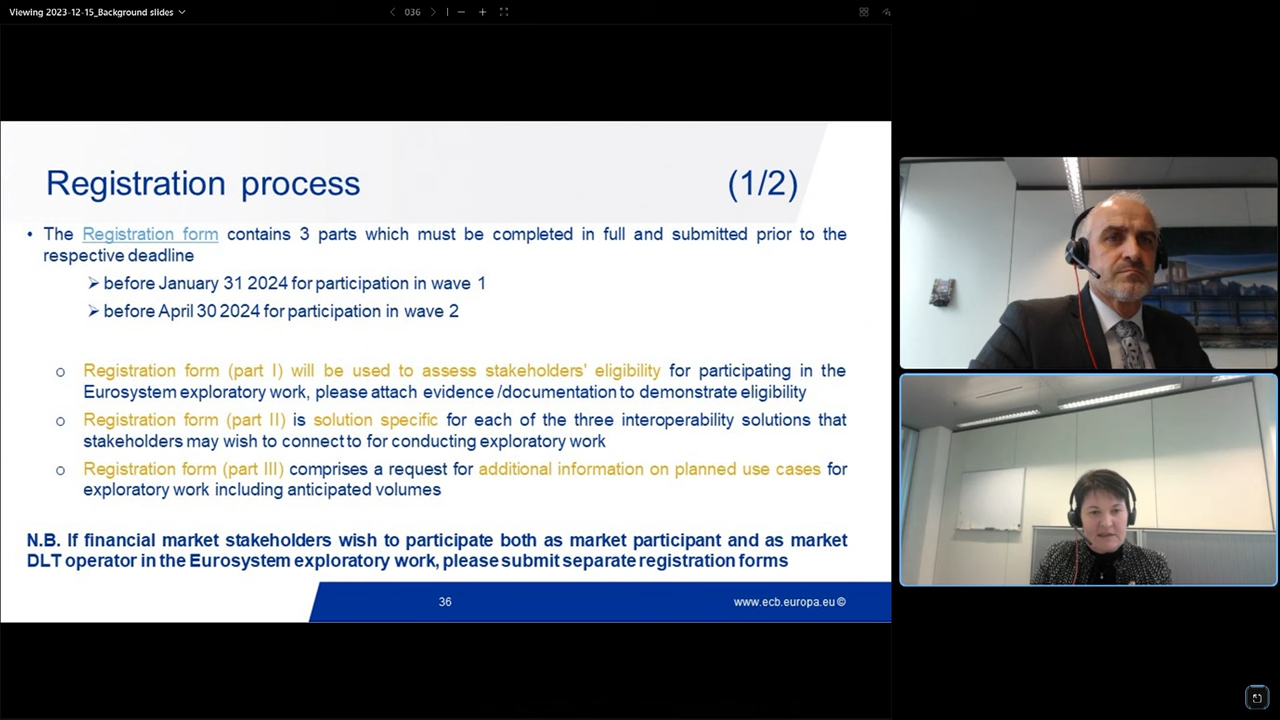 Viewing 2023-12-15_Background slides
036
Registration process (1/2)
• The Registration form contains 3 parts which must be completed in full and submitted prior to the
respective deadline
➢ before January 31 2024 for participation in wave 1
➢ before April 30 2024 for participation in wave 2
o Registration form (part I) will be used to assess stakeholders' eligibility for participating in the
Eurosystem exploratory work, please attach evidence /documentation to demonstrate eligibility
o Registration form (part II) is solution specific for each of the three interoperability solutions that
stakeholders may wish to connect to for conducting exploratory work
o Registration form (part III) comprises a request for additional information on planned use cases for
exploratory work including anticipated volumes
N.B. If financial market stakeholders wish to participate both as market participant and as market
DLT operator in the Eurosystem exploratory work, please submit separate registration forms
36 www.ecb.europa.eu ©